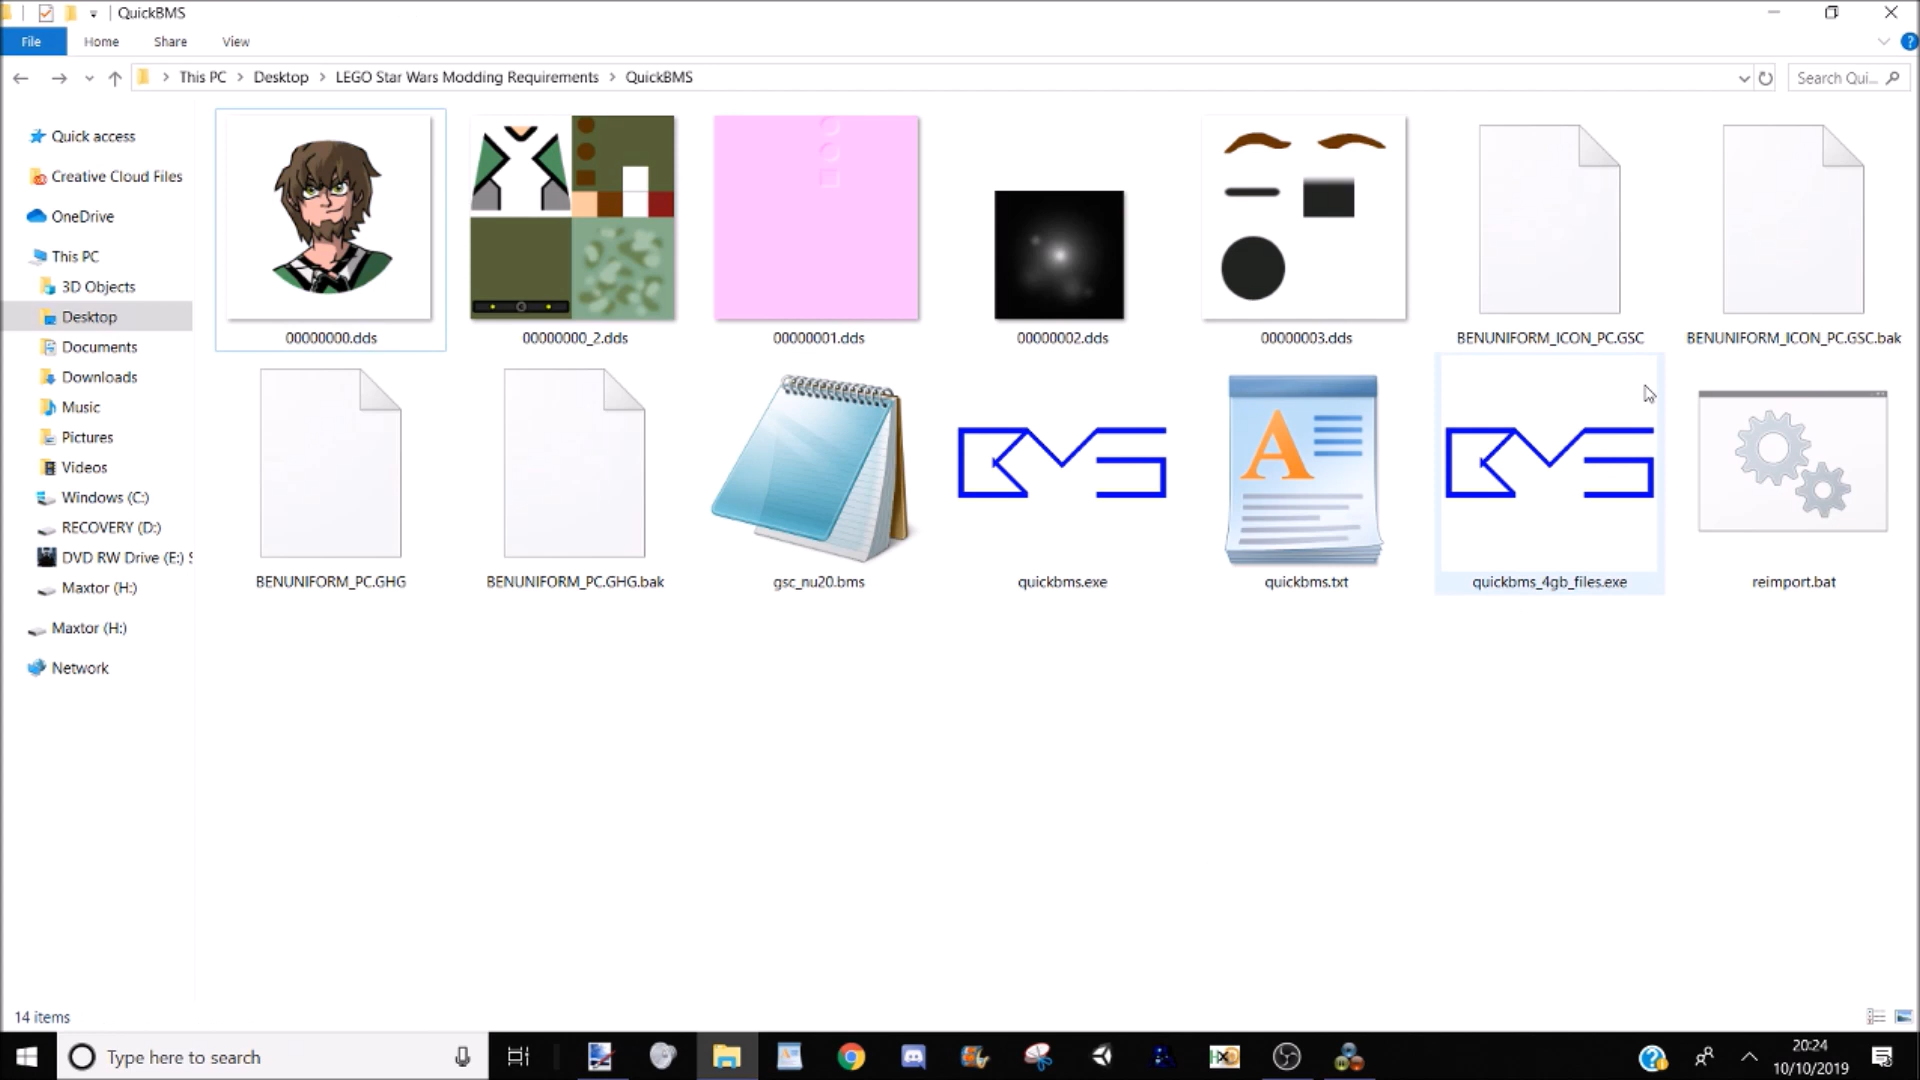 QuickBMS
File Home Share View
This PC Desktop LEGO Star Wars Modding Requirements QuickBMS
Search Qui...
Quick access
Creative Cloud Files
OneDrive
This PC
3D Objects
Desktop
Documents
Downloads
Music
Pictures
Videos
Windows (C:)
RECOVERY (D:)
DVD RW Drive (E:) S
Maxtor (H:)
Maxtor (H:)
Network
00000000.dds 00000000_2.dds 00000001.dds 00000002.dds 00000003.dds BENUNIFORM_ICON_PC.GSC BENUNIFORM_ICON_PC.GSC.bak
BENUNIFORM_PC.GHG BENUNIFORM_PC.GHG.bak gsc_nu20.bms quickbms.exe quickbms.txt quickbms_4gb_files.exe reimport.bat
14 items
Type here to search
20:24
10/10/2019